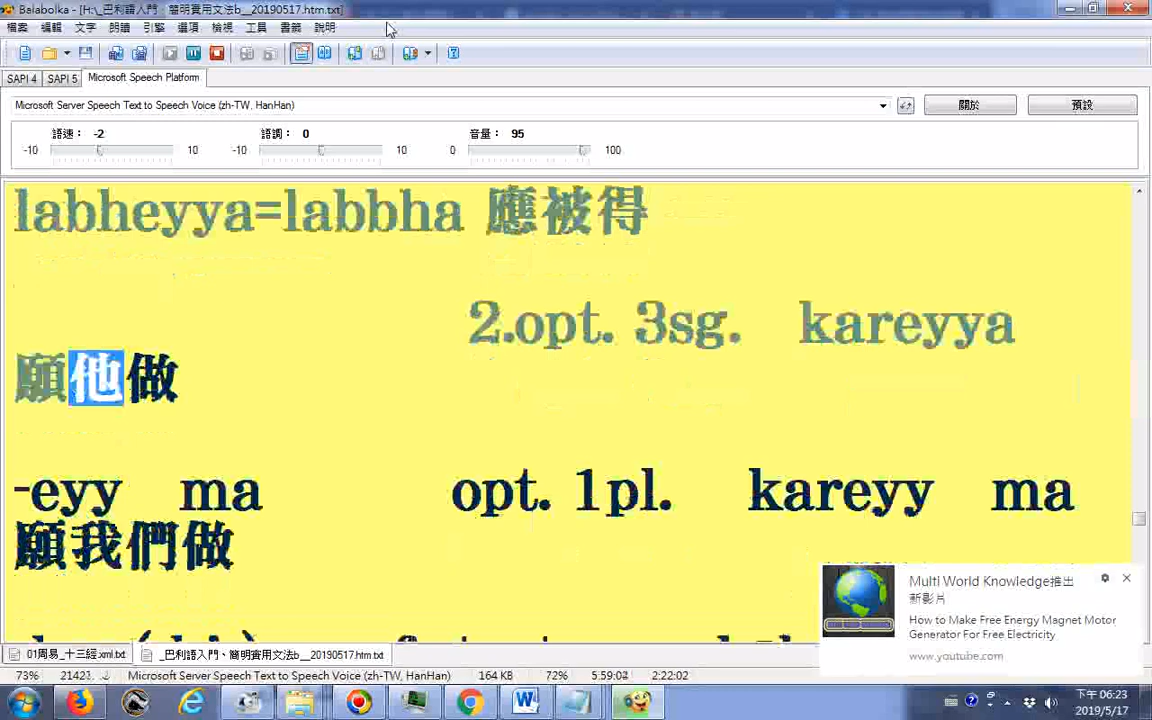 Balabolka - [H:\_巴利語入門、簡明實用文法b_20190517.htm.txt]
檔案 編輯 文字 朗讀 引擎 選項 檢視 工具 書籤 說明
SAPI 4 SAPI 5 Microsoft Speech Platform
Microsoft Server Speech Text to Speech Voice (zh-TW, HanHan) 關於 預設
語速： -2 語調： 0 音量： 95
-10 10 -10 10 0 100
labheyya=labbha 應被得
2.opt. 3sg. kareyya
願他做
-eyy ma opt. 1pl. kareyy ma
願我們做
Multi World Knowledge推出
新影片
How to Make Free Energy Magnet Motor
Generator For Free Electricity
www.youtube.com
01周易_十三經.xml.txt _巴利語入門、簡明實用文法b__20190517.htm.txt
73% Microsoft Server Speech Text to Speech Voice (zh-TW, HanHan) 164 KB 72% 5:59:02 2:22:02
下午 06:23
2019/5/17